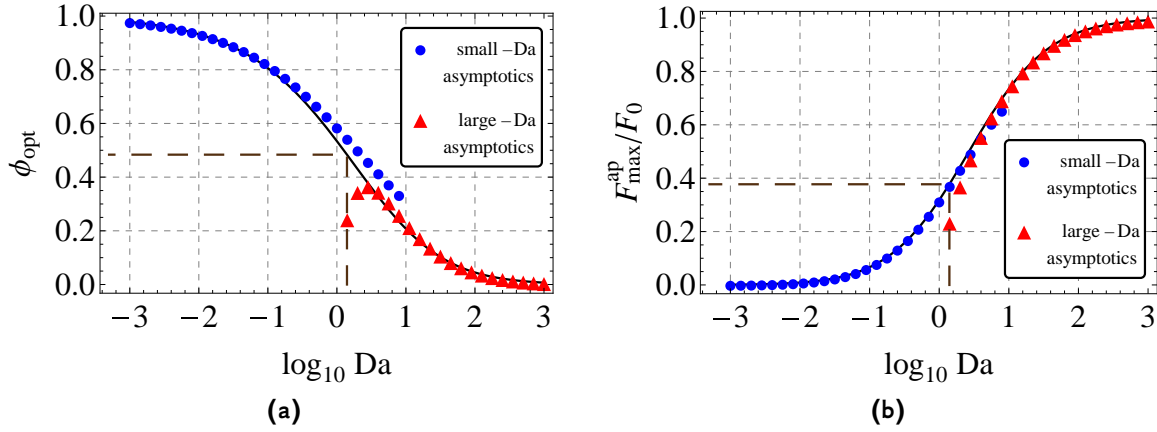 1.0
0.8
0.6
0.4
0.2
0.0
ϕopt
small –Da
asymptotics
large –Da
asymptotics
−3 −2 −1 0 1 2 3
log10 Da
(a)
1.0
0.8
0.6
0.4
0.2
0.0
F^ap_max/F0
small –Da
asymptotics
large –Da
asymptotics
−3 −2 −1 0 1 2 3
log10 Da
(b)